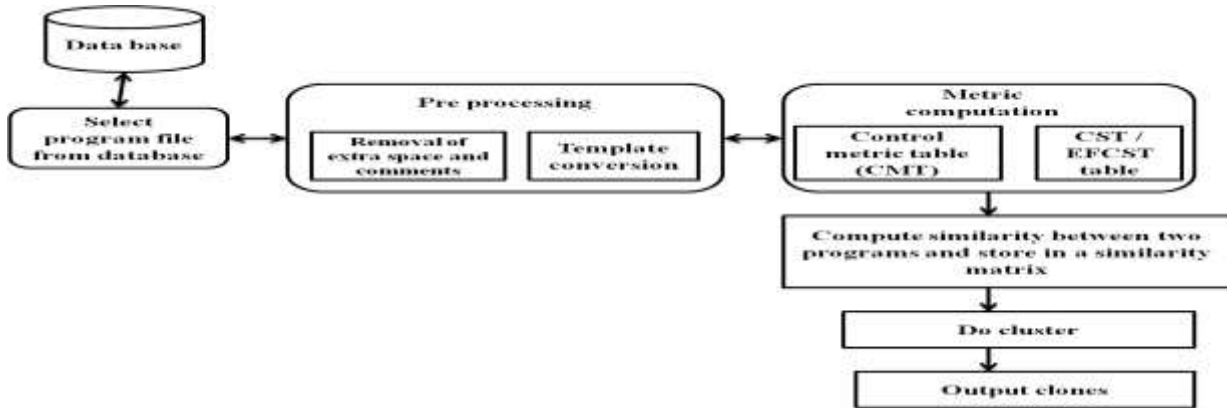 Data base
Select
program file
from database
Pre processing
Removal of
extra space and
comments
Template
conversion
Metric
computation
Control
metric table
(CMT)
CST /
EFCST
table
Compute similarity between two
programs and store in a similarity
matrix
Do cluster
Output clones